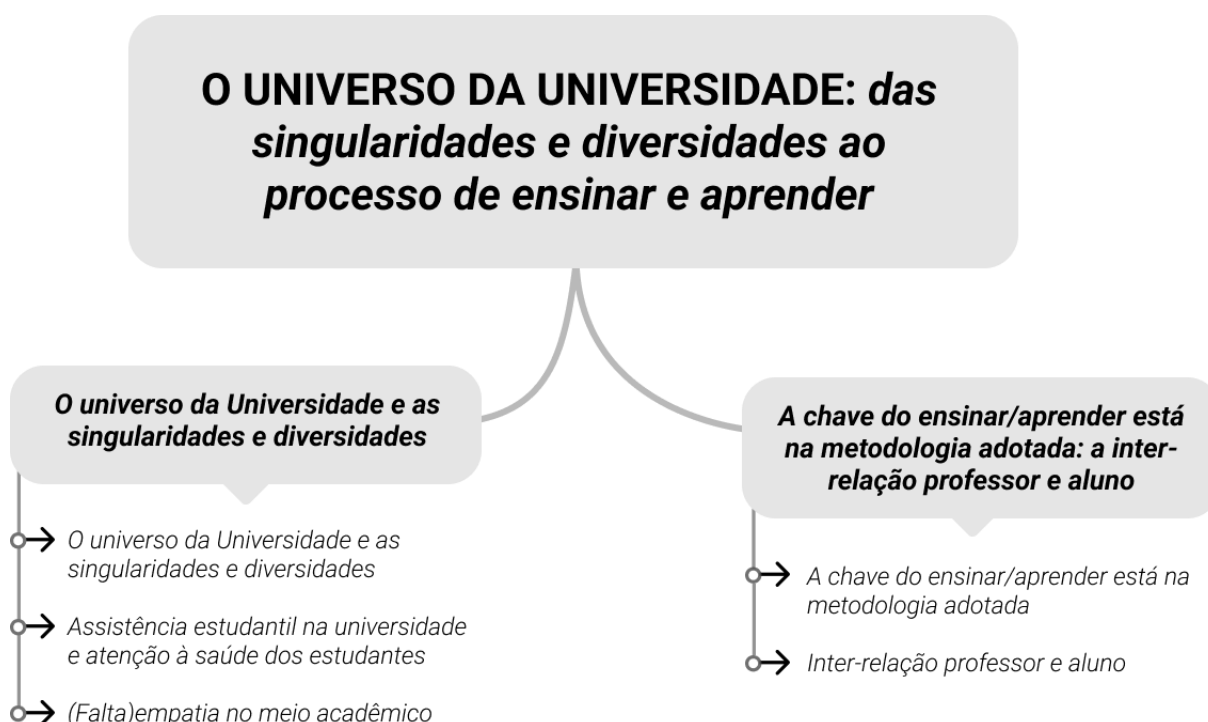 O UNIVERSO DA UNIVERSIDADE: das
singularidades e diversidades ao
processo de ensinar e aprender
O universo da Universidade e as
singularidades e diversidades
O universo da Universidade e as
singularidades e diversidades
Assistência estudantil na universidade
e atenção à saúde dos estudantes
(Falta)empatia no meio acadêmico
A chave do ensinar/aprender está
na metodologia adotada: a inter-
relação professor e aluno
A chave do ensinar/aprender está na
metodologia adotada
Inter-relação professor e aluno